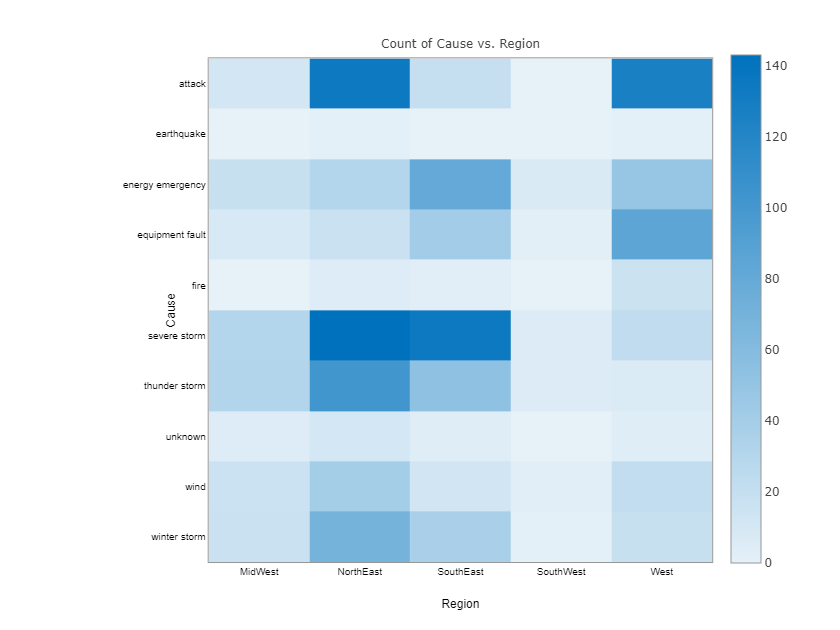 Count of Cause vs. Region
attack
earthquake
energy emergency
equipment fault
fire
Cause
severe storm
thunder storm
unknown
wind
winter storm
MidWest NorthEast SouthEast SouthWest West
Region
140
120
100
80
60
40
20
0